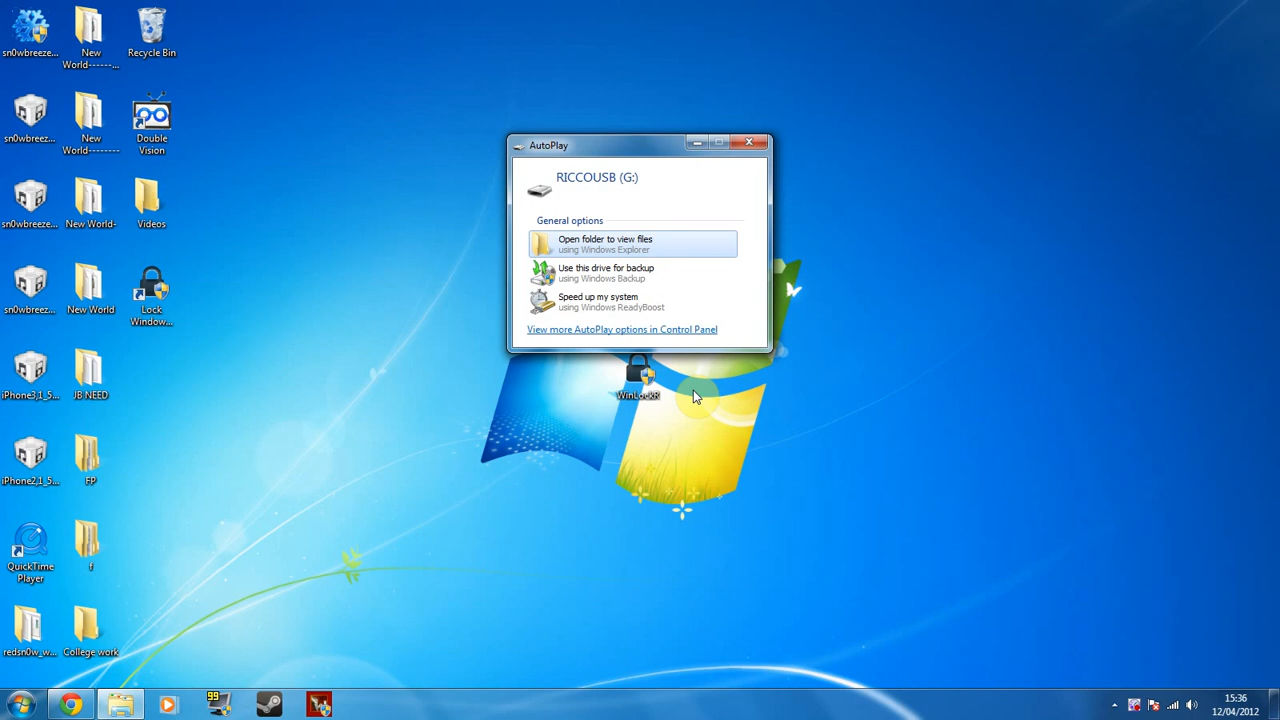 sn0wbreeze...
New
World------...
Recycle Bin
sn0wbreez...
New
World--------
Double
Vision
sn0wbreez...
New World-
Videos
sn0wbreez...
New World
Lock
Window...
iPhone3,1_5...
JB NEED
iPhone2,1_5...
FP
QuickTime
Player
f
redsn0w_w...
College work
AutoPlay
RICCOUSB (G:)
General options
Open folder to view files
using Windows Explorer
Use this drive for backup
using Windows Backup
Speed up my system
using Windows ReadyBoost
View more AutoPlay options in Control Panel
WinLockR
99
15:36
12/04/2012